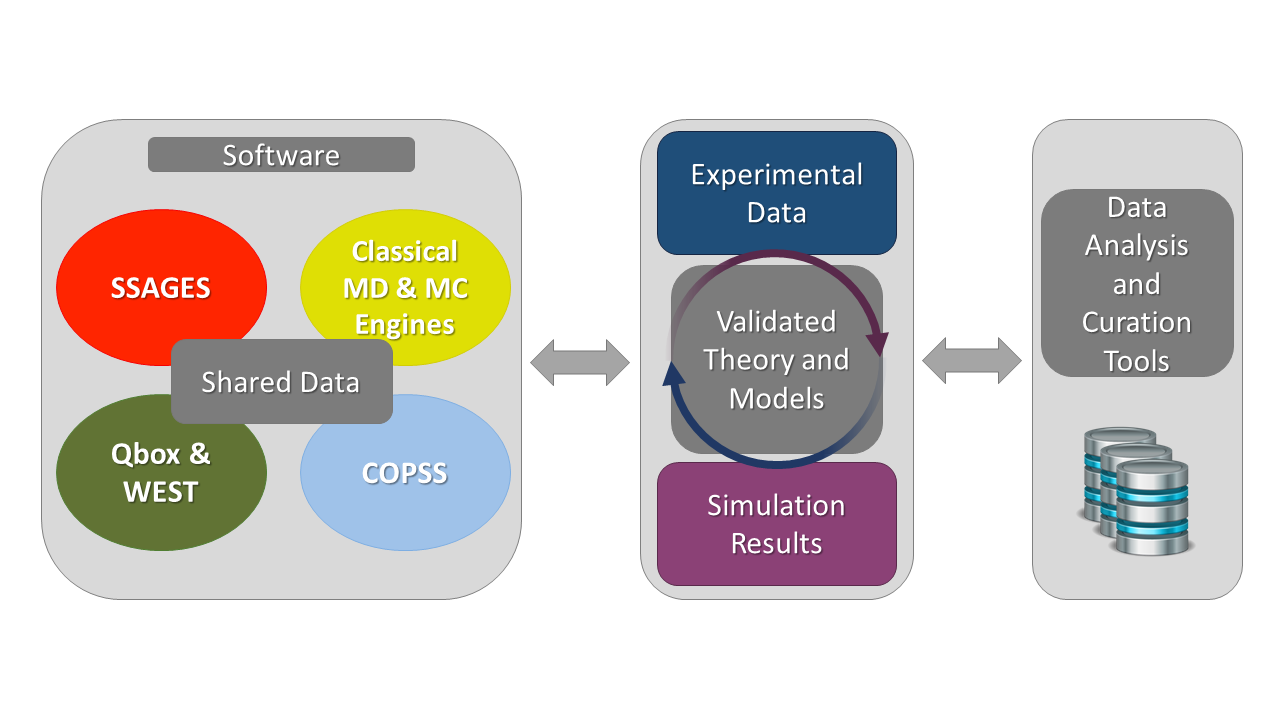 Software
SSAGES
Classical
MD & MC
Engines
Shared Data
Qbox &
WEST
COPSS
Experimental
Data
Validated
Theory and
Models
Simulation
Results
Data
Analysis
and
Curation
Tools